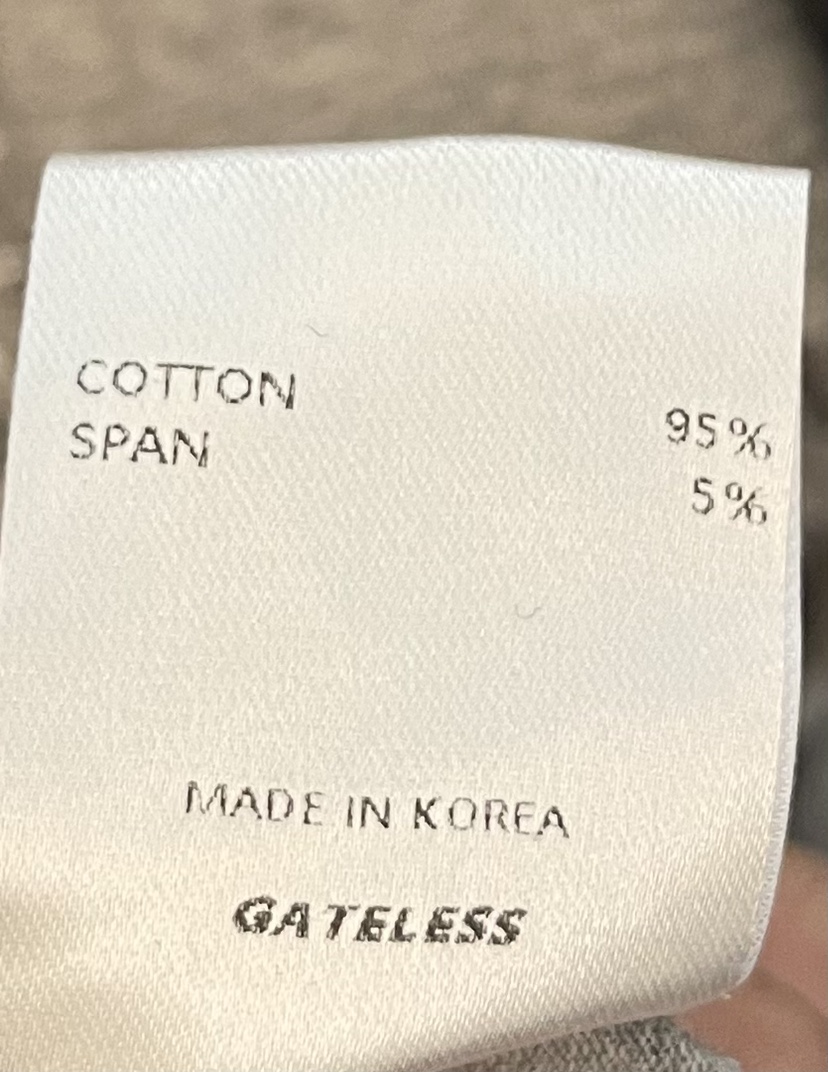 COTTON 95%
SPAN 5%
MADE IN KOREA
GATELESS